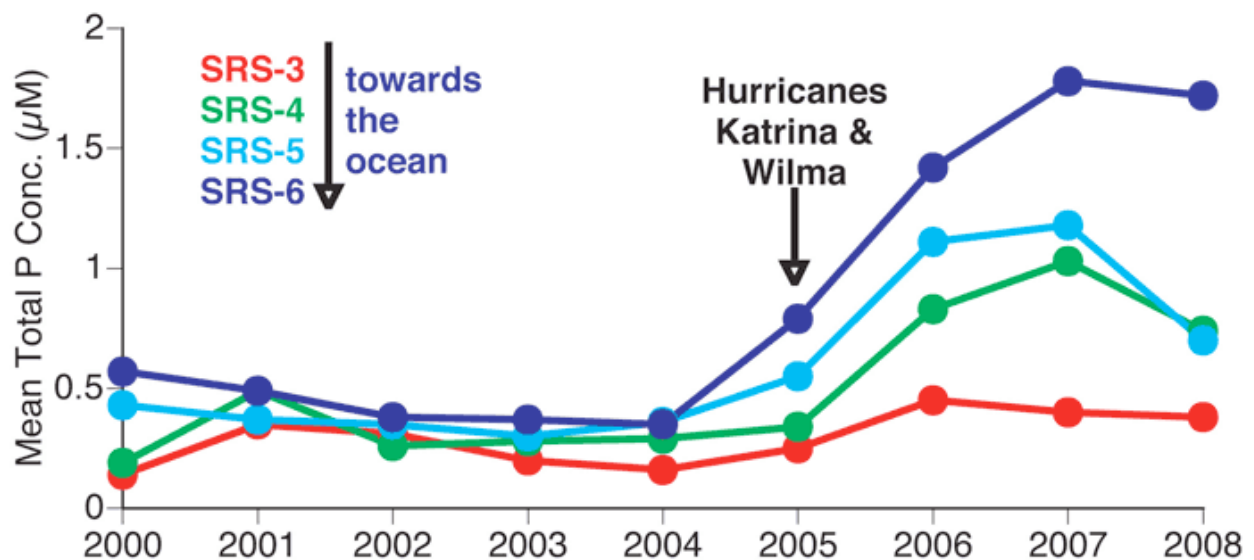 Mean Total P Conc. (µM)
2
1.5
1
0.5
0
SRS-3
SRS-4
SRS-5
SRS-6
towards
the
ocean
Hurricanes
Katrina &
Wilma
2000 2001 2002 2003 2004 2005 2006 2007 2008